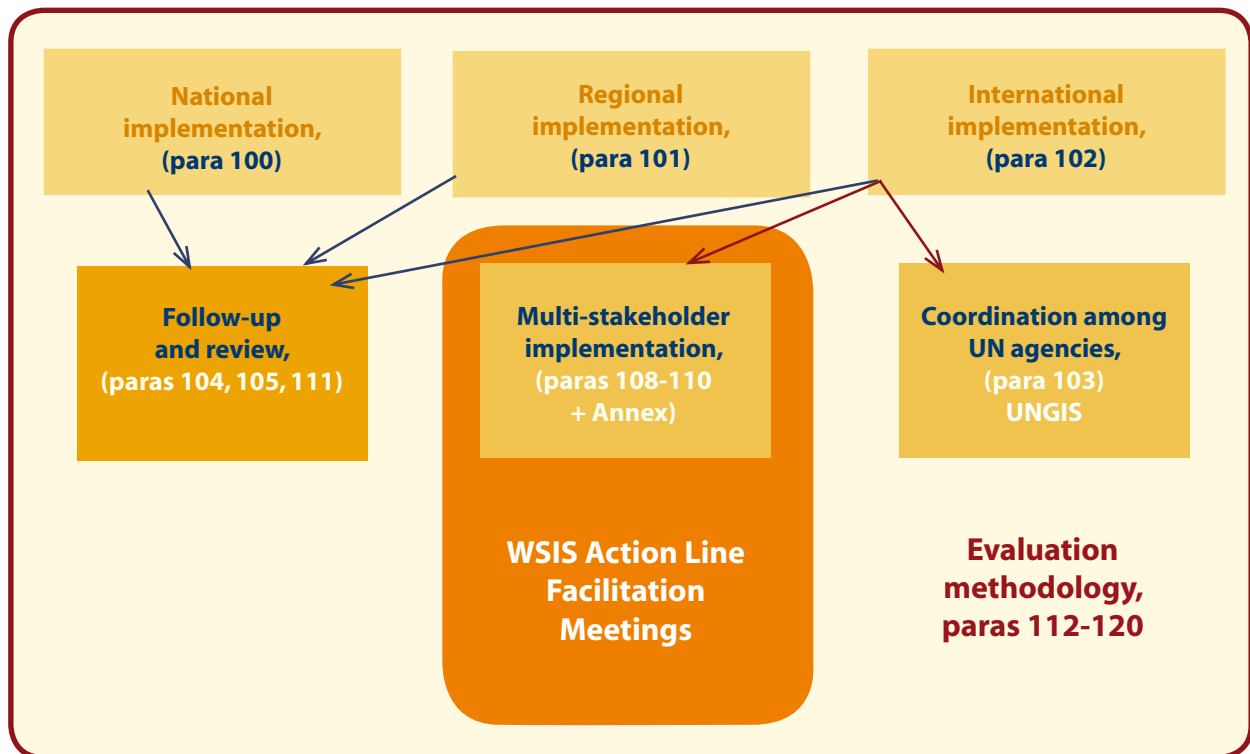 National
implementation,
(para 100)
Regional
implementation,
(para 101)
International
implementation,
(para 102)
Follow-up
and review,
(paras 104, 105, 111)
Multi-stakeholder
implementation,
(paras 108-110
+ Annex)
Coordination among
UN agencies,
(para 103)
UNGIS
WSIS Action Line
Facilitation
Meetings
Evaluation
methodology,
paras 112-120